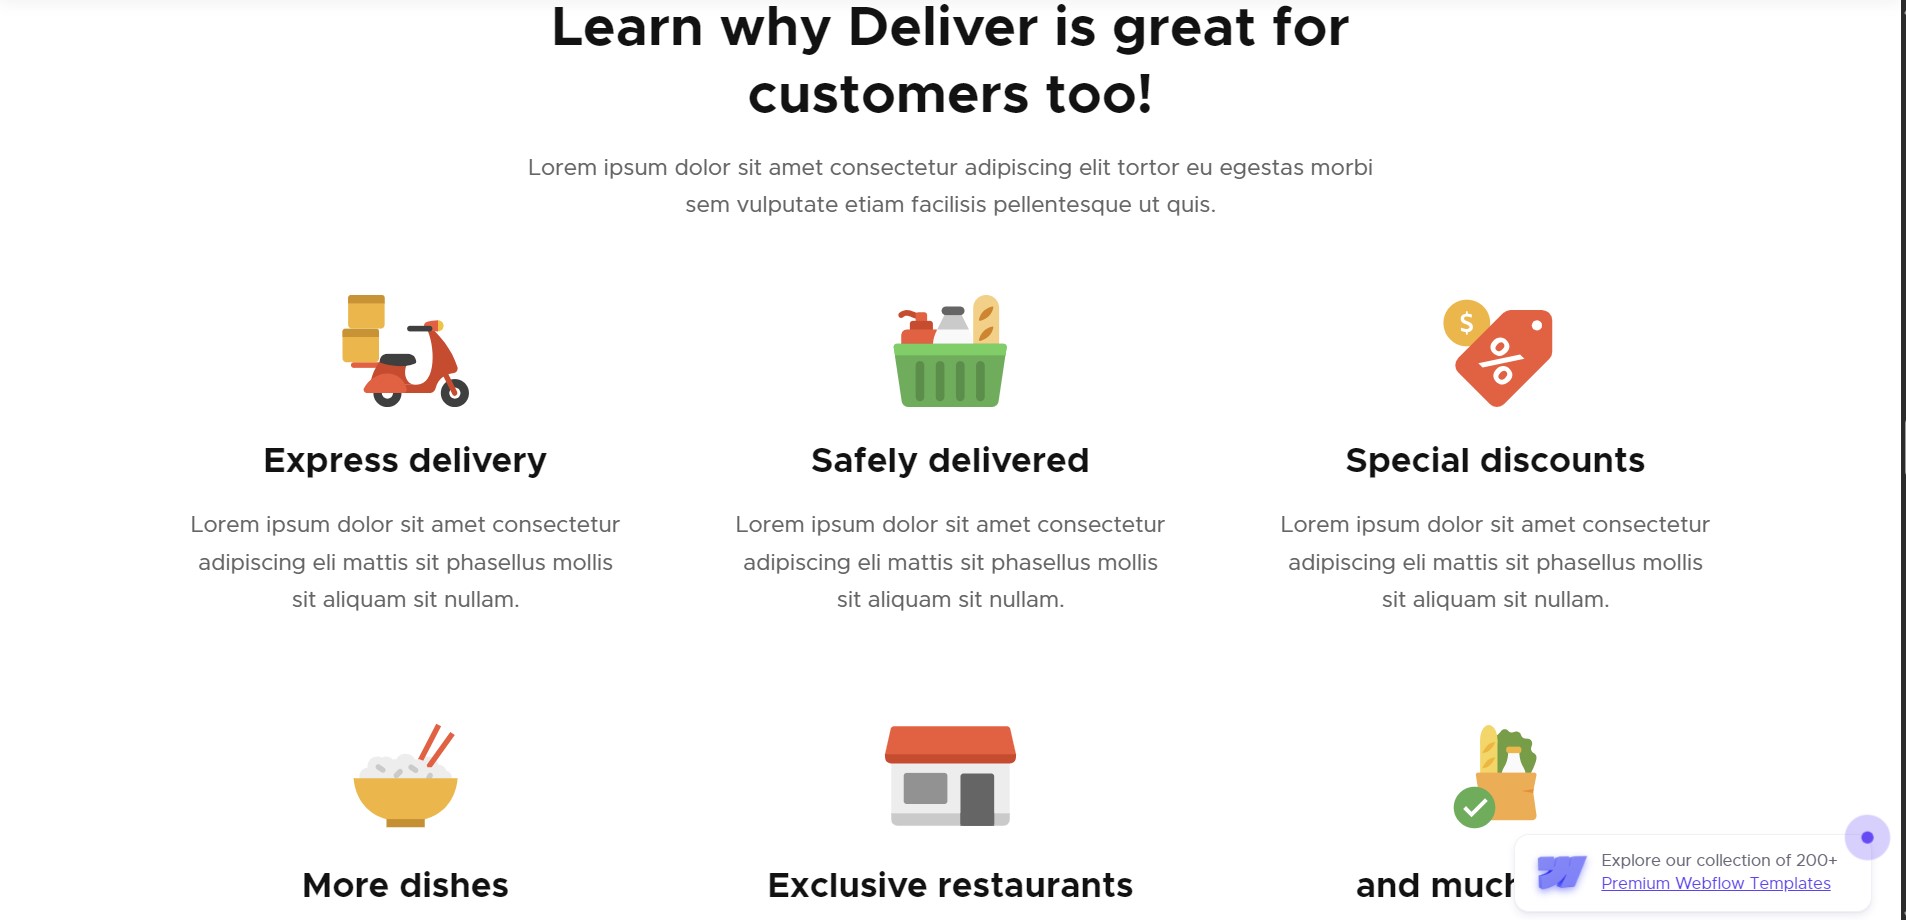 Learn why Deliver is great for
customers too!
Lorem ipsum dolor sit amet consectetur adipiscing elit tortor eu egestas morbi
sem vulputate etiam facilisis pellentesque ut quis.
$
%
Express delivery
Lorem ipsum dolor sit amet consectetur
adipiscing eli mattis sit phasellus mollis
sit aliquam sit nullam.
Safely delivered
Lorem ipsum dolor sit amet consectetur
adipiscing eli mattis sit phasellus mollis
sit aliquam sit nullam.
Special discounts
Lorem ipsum dolor sit amet consectetur
adipiscing eli mattis sit phasellus mollis
sit aliquam sit nullam.
More dishes
Exclusive restaurants
and much
Explore our collection of 200+
Premium Webflow Templates